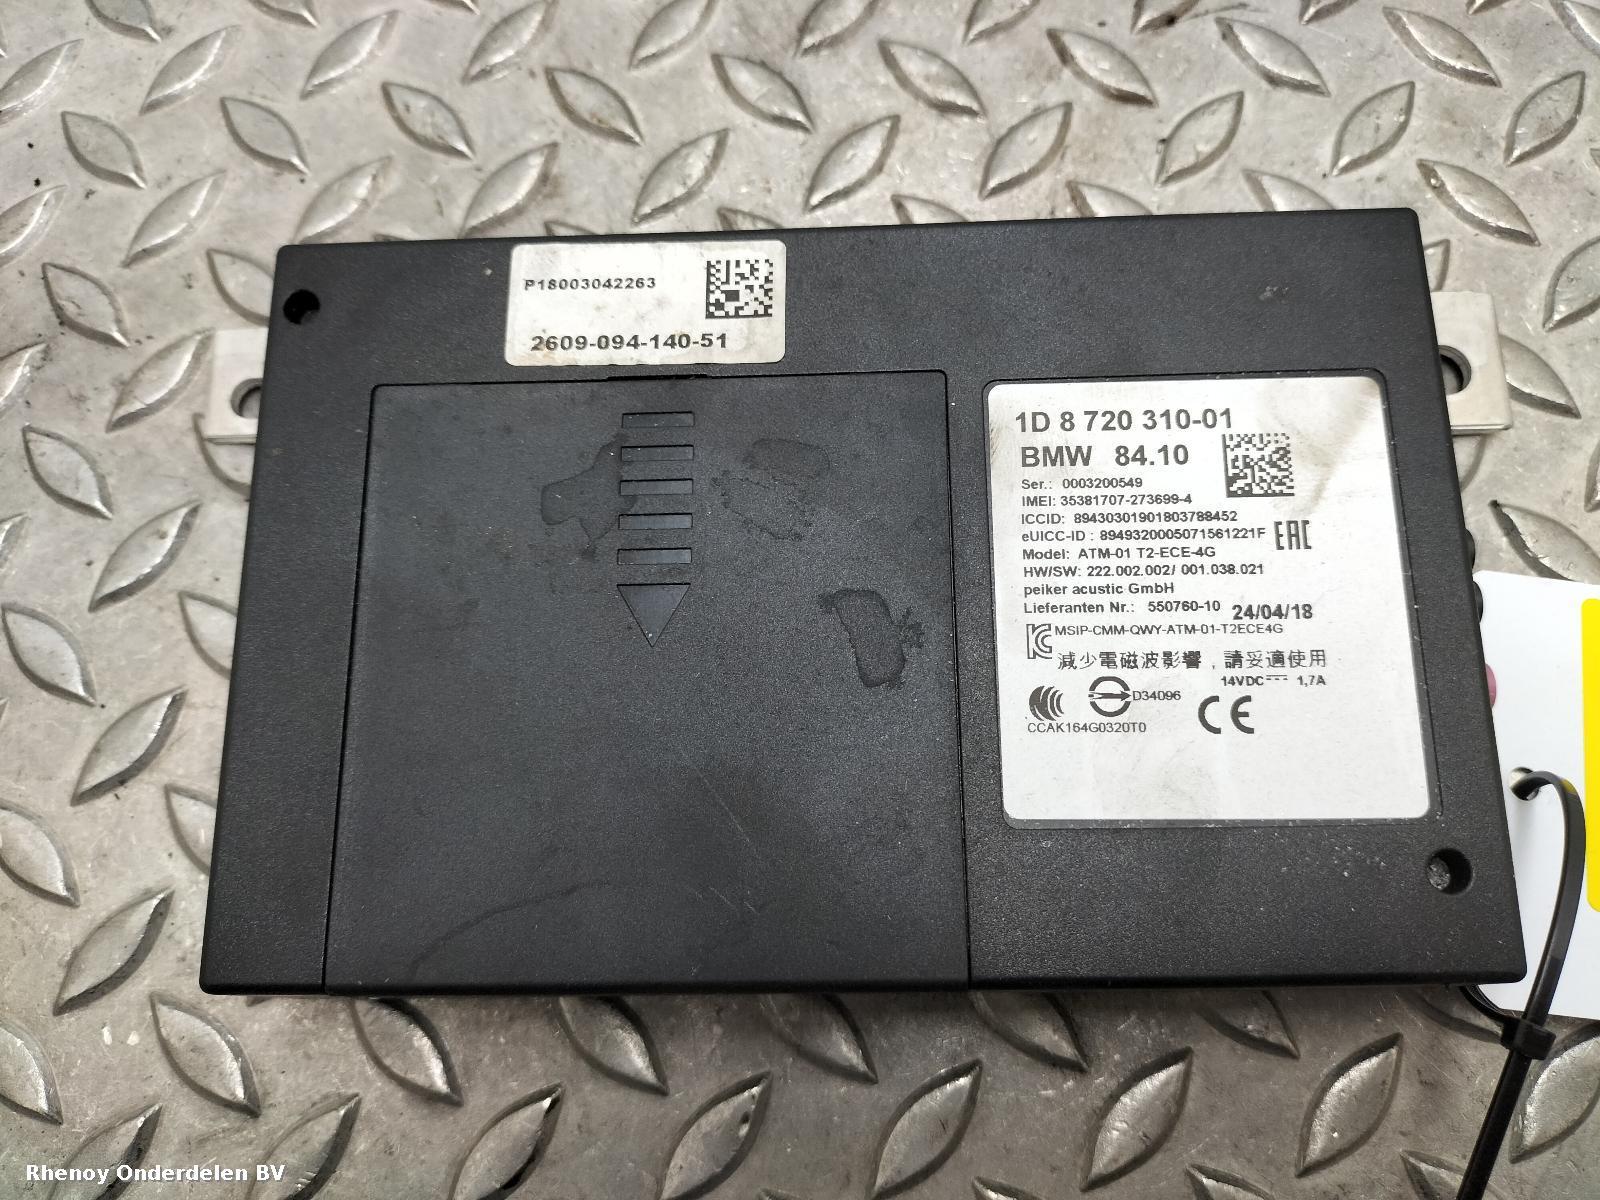 P18003042263
2609-094-140-51
1D 8 720 310-01
BMW 84.10
Ser.: 0003200549
IMEI: 35381707-273699-4
ICCID: 89430301901803788452
eUICC-ID : 8949320005071561221F
EAC
Model: ATM-01 T2-ECE-4G
HW/SW: 222.002.002/ 001.038.021
peiker acustic GmbH
Lieferanten Nr.: 550760-10 24/04/18
MSIP-CMM-QWY-ATM-01-T2ECE4G
減少電磁波影響，請妥適使用
14VDC 1,7A
D34096
CE
CCAK164G0320T0
Rhenoy Onderdelen BV